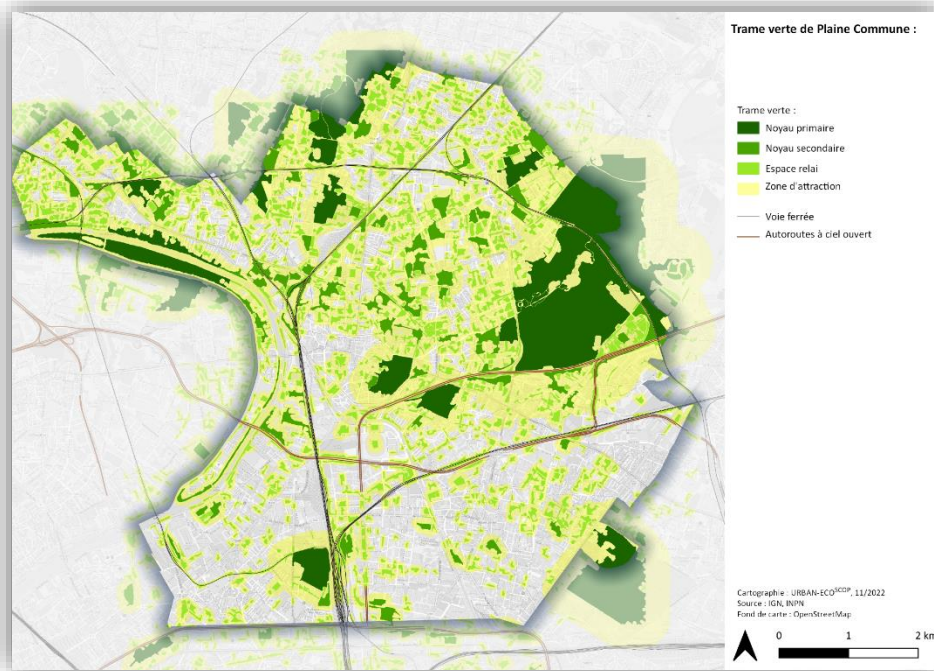 Trame verte de Plaine Commune :
Trame verte :
Noyau primaire
Noyau secondaire
Espace relai
Zone d'attraction
Voie ferrée
Autoroutes à ciel ouvert
Cartographie : URBAN-ECOSCOP, 11/2022
Source : IGN, INPN
Fond de carte : OpenStreetMap
0 1 2 km